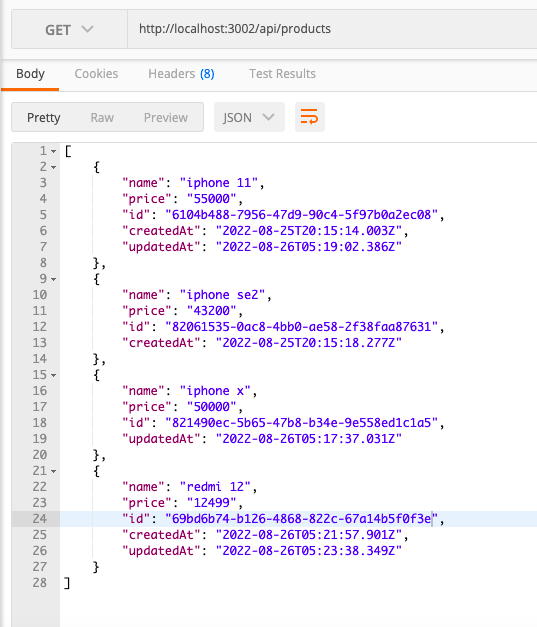 GET http://localhost:3002/api/products
Body Cookies Headers (8) Test Results
Pretty Raw Preview JSON
1 [
2 {
3 "name": "iphone 11",
4 "price": "55000",
5 "id": "6104b488-7956-47d9-90c4-5f97b0a2ec08",
6 "createdAt": "2022-08-25T20:15:14.003Z",
7 "updatedAt": "2022-08-26T05:19:02.386Z"
8 },
9 {
10 "name": "iphone se2",
11 "price": "43200",
12 "id": "82061535-0ac8-4bb0-ae58-2f38faa87631",
13 "createdAt": "2022-08-25T20:15:18.277Z"
14 },
15 {
16 "name": "iphone x",
17 "price": "50000",
18 "id": "821490ec-5b65-47b8-b34e-9e558ed1c1a5",
19 "updatedAt": "2022-08-26T05:17:37.031Z"
20 },
21 {
22 "name": "redmi 12",
23 "price": "12499",
24 "id": "69bd6b74-b126-4868-822c-67a14b5f0f3e",
25 "createdAt": "2022-08-26T05:21:57.901Z",
26 "updatedAt": "2022-08-26T05:23:38.349Z"
27 }
28 ]